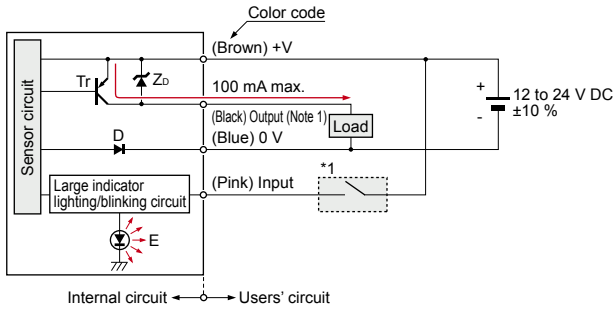 Color code
(Brown) +V
Tr
ZD
100 mA max.
+
12 to 24 V DC
±10 %
-
Sensor circuit
(Black) Output (Note 1)
Load
D
(Blue) 0 V
*1
(Pink) Input
Large indicator
lighting/blinking circuit
E
Internal circuit
Users' circuit